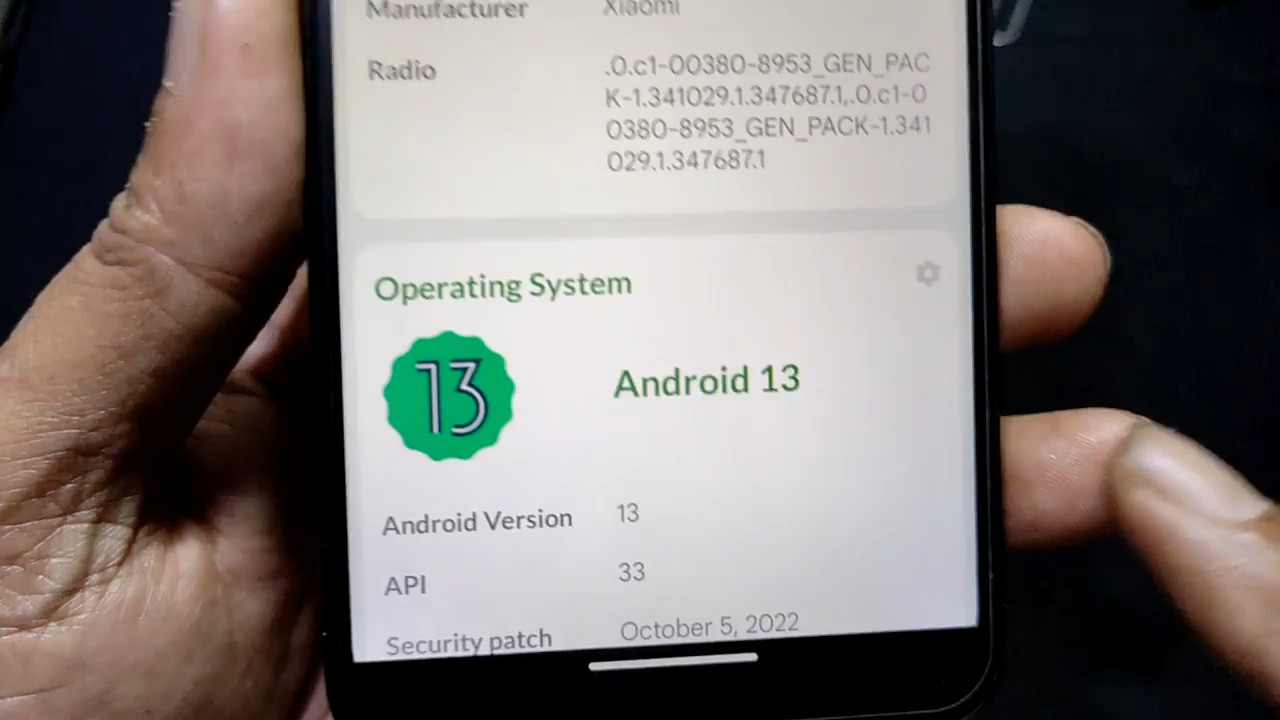 Manufacturer Xiaomi
Radio .0.c1-00380-8953_GEN_PAC
K-1.341029.1.347687.1,.0.c1-0
0380-8953_GEN_PACK-1.341
029.1.347687.1
Operating System
13 Android 13
Android Version 13
API 33
Security patch October 5, 2022